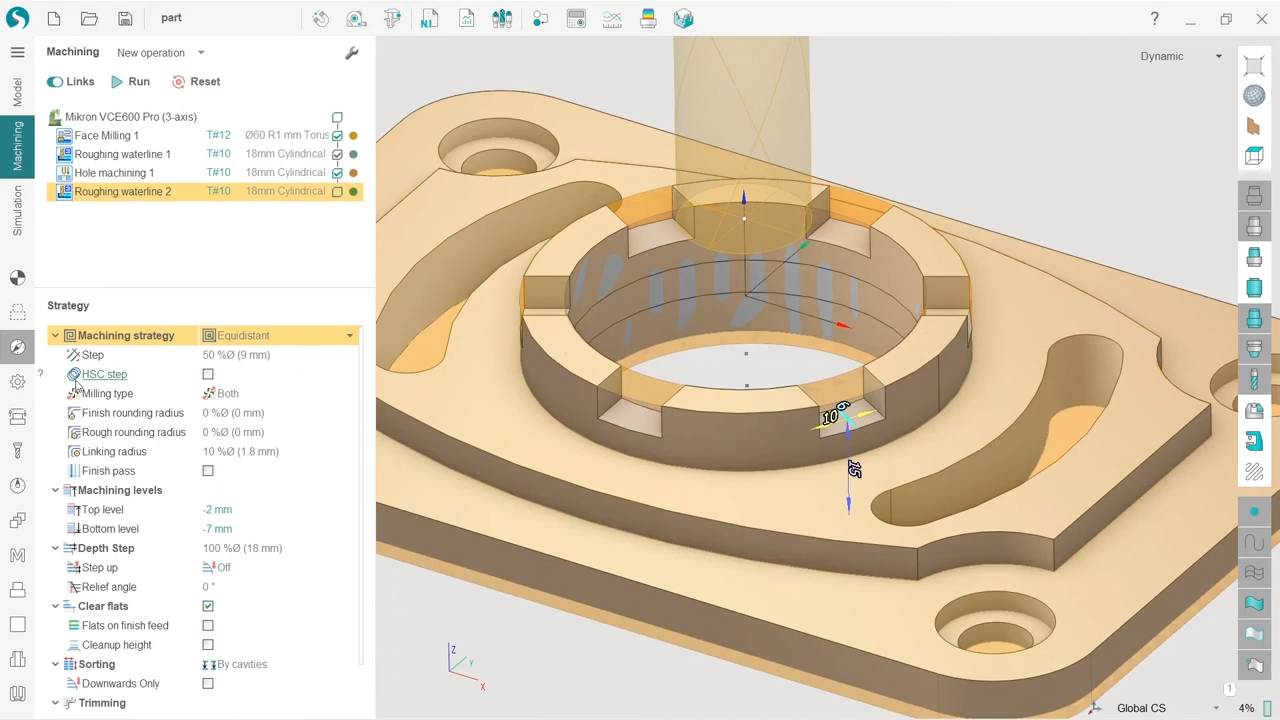 part
N1
?
Machining
New operation
Links
Run
Reset
Dynamic
Model
Machining
Simulation
Mikron VCE600 Pro (3-axis)
Face Milling 1 T#12 Ø60 R1 mm Torus
Roughing waterline 1 T#10 18mm Cylindrical
Hole machining 1 T#10 18mm Cylindrical
Roughing waterline 2 T#10 18mm Cylindrical
Strategy
Machining strategy Equidistant
Step 50 %Ø (9 mm)
? HSC step
Milling type Both
Finish rounding radius 0 %Ø (0 mm)
Rough rounding radius 0 %Ø (0 mm)
Linking radius 10 %Ø (1.8 mm)
Finish pass
Machining levels
Top level -2 mm
Bottom level -7 mm
Depth Step 100 %Ø (18 mm)
Step up Off
Relief angle 0 °
Clear flats
Flats on finish feed
Cleanup height
Sorting By cavities
Downwards Only
Trimming
10
6
15
Z
Y
X
1
Global CS
4%